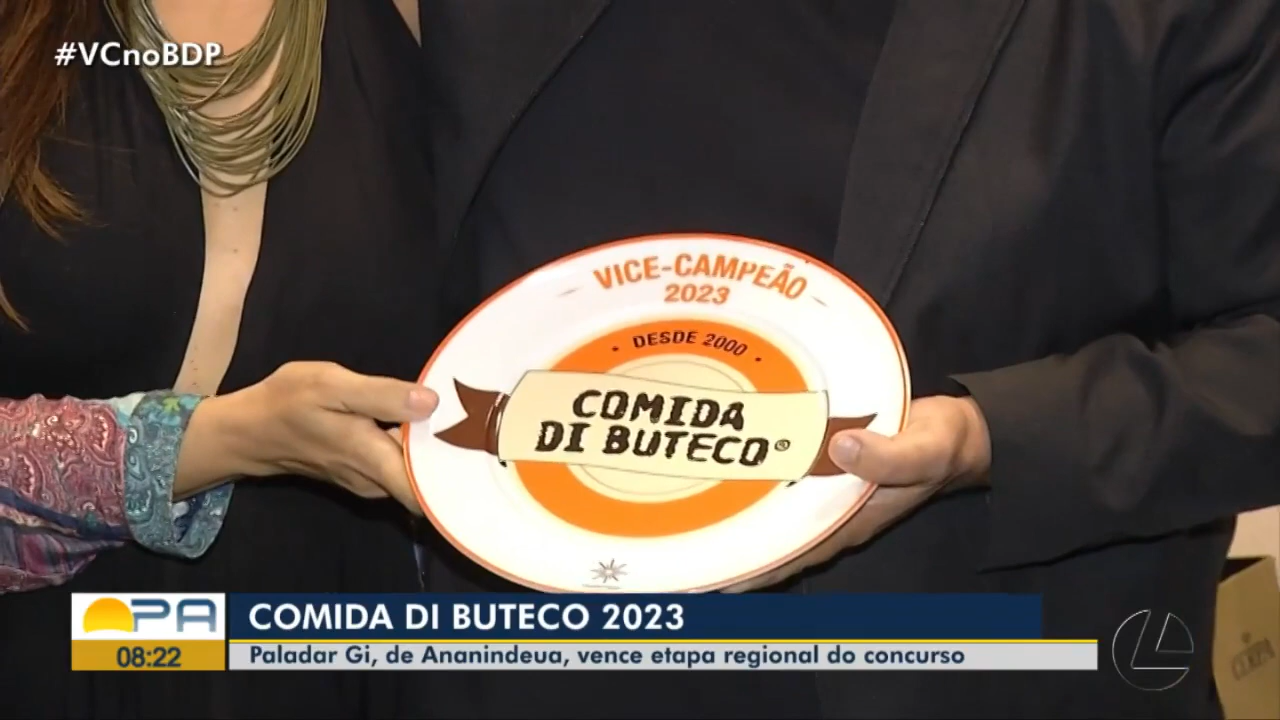 #VCnoBDP
VICE-CAMPEÃO
2023
• DESDE 2000 •
COMIDA
DI BUTECO®
PA
COMIDA DI BUTECO 2023
08:22
Paladar Gi, de Ananindeua, vence etapa regional do concurso